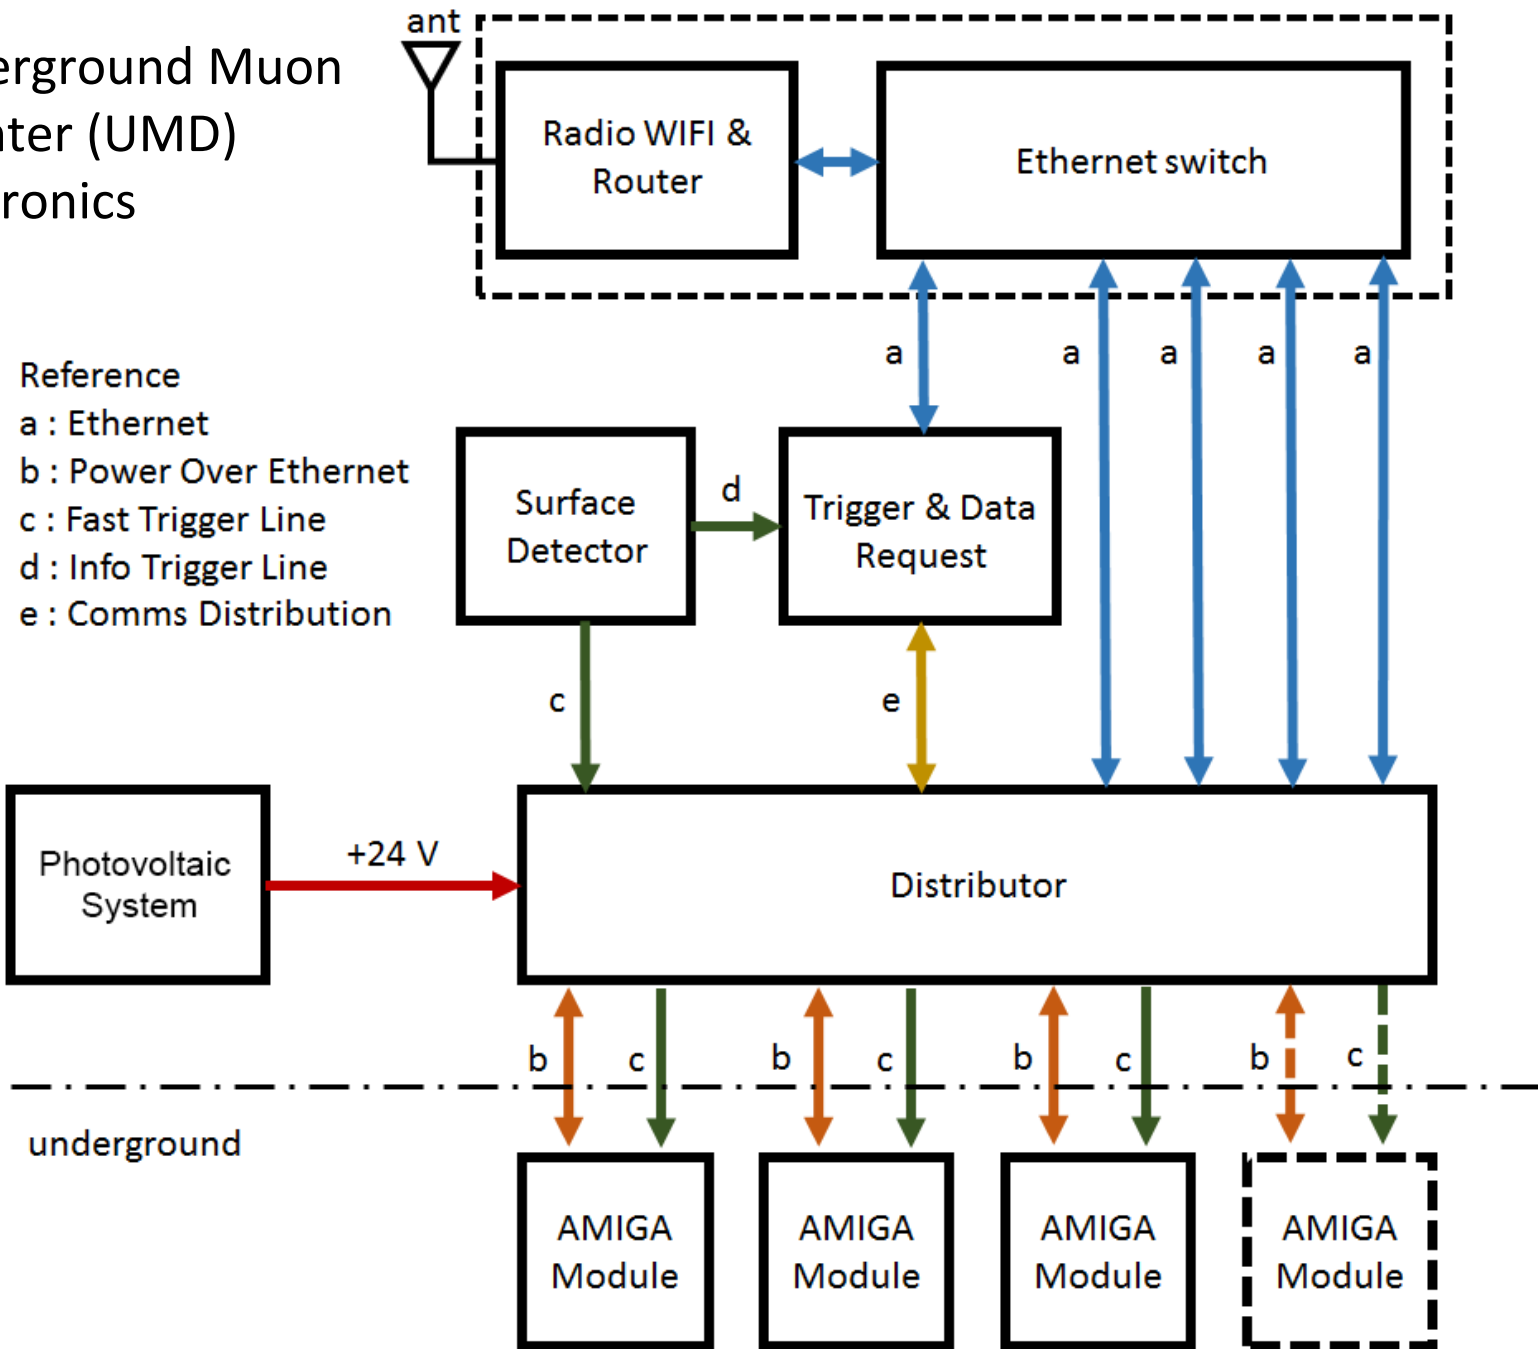 ant
erground Muon
nter (UMD)
ronics
Radio WIFI &
Router
Ethernet switch
a
a
a
a
a
Reference
a : Ethernet
b : Power Over Ethernet
c : Fast Trigger Line
d : Info Trigger Line
e : Comms Distribution
Surface
Detector
d
Trigger & Data
Request
c
e
Photovoltaic
System
+24 V
Distributor
b
c
b
c
b
c
b
c
underground
AMIGA
Module
AMIGA
Module
AMIGA
Module
AMIGA
Module